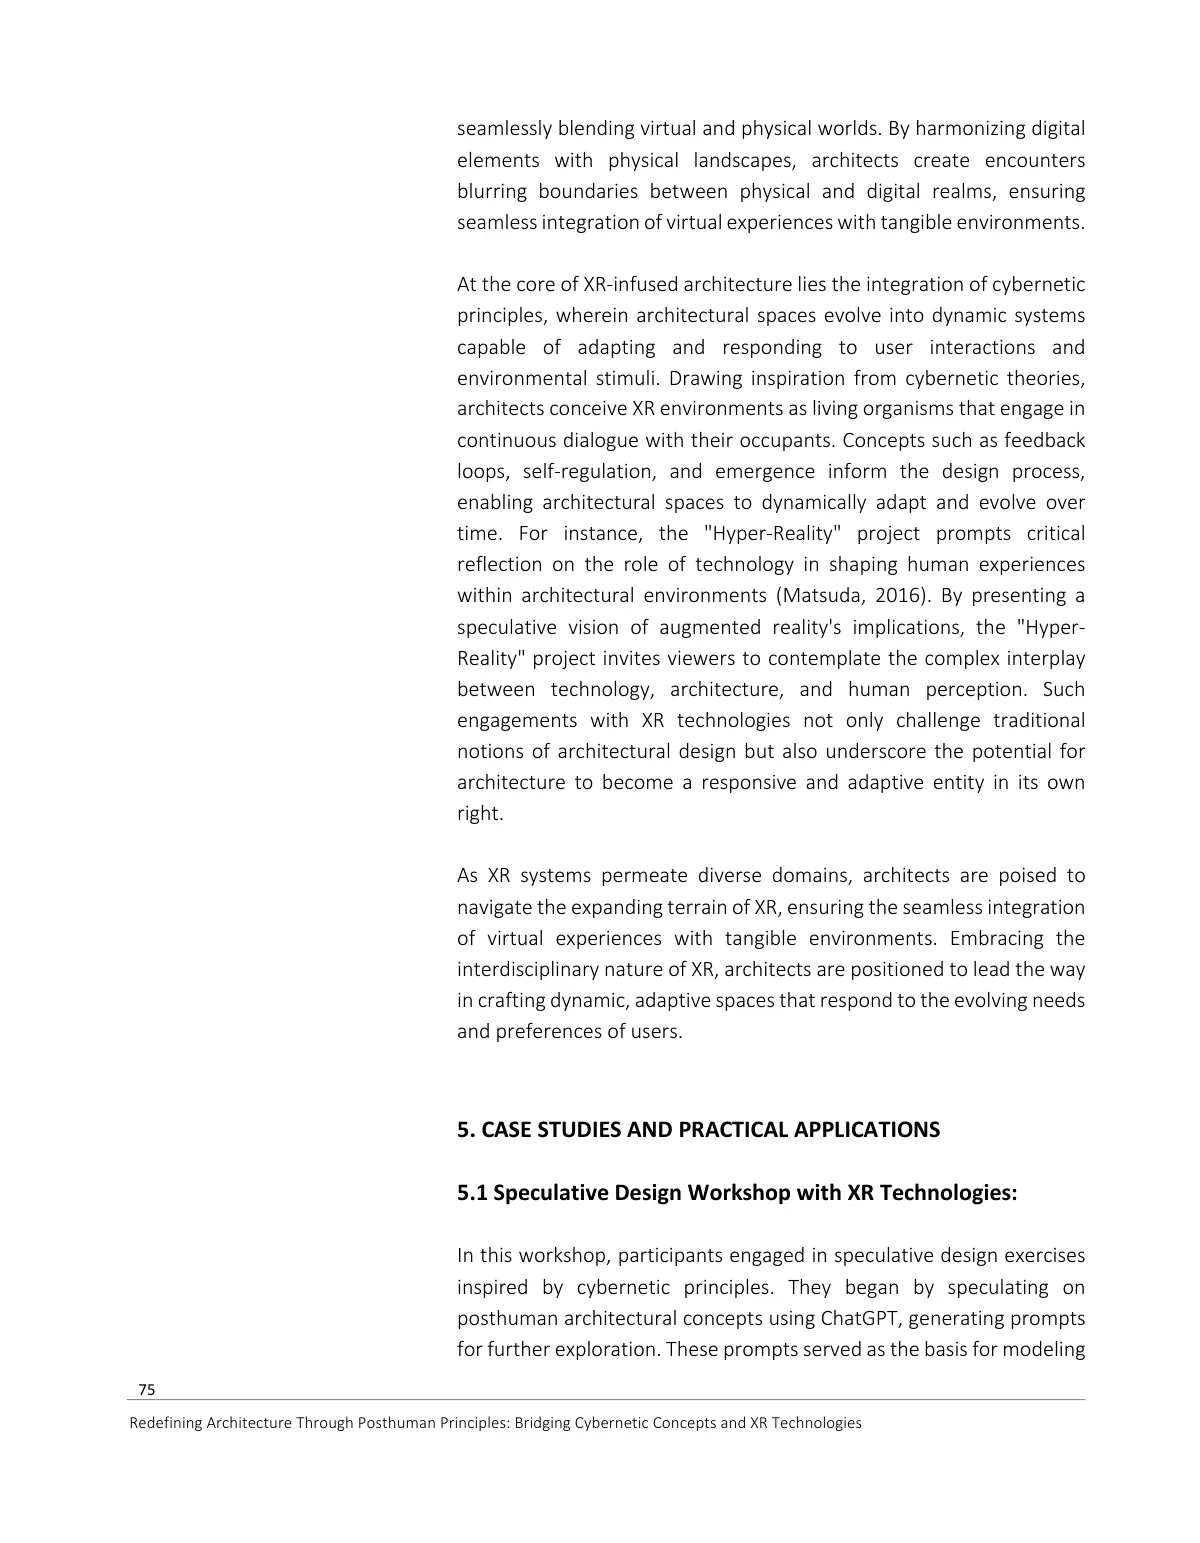 seamlessly blending virtual and physical worlds. By harmonizing digital
elements with physical landscapes, architects create encounters
blurring boundaries between physical and digital realms, ensuring
seamless integration of virtual experiences with tangible environments.
At the core of XR-infused architecture lies the integration of cybernetic
principles, wherein architectural spaces evolve into dynamic systems
capable of adapting and responding to user interactions and
environmental stimuli. Drawing inspiration from cybernetic theories,
architects conceive XR environments as living organisms that engage in
continuous dialogue with their occupants. Concepts such as feedback
loops, self-regulation, and emergence inform the design process,
enabling architectural spaces to dynamically adapt and evolve over
time. For instance, the "Hyper-Reality" project prompts critical
reflection on the role of technology in shaping human experiences
within architectural environments (Matsuda, 2016). By presenting a
speculative vision of augmented reality's implications, the "Hyper-
Reality" project invites viewers to contemplate the complex interplay
between technology, architecture, and human perception. Such
engagements with XR technologies not only challenge traditional
notions of architectural design but also underscore the potential for
architecture to become a responsive and adaptive entity in its own
right.
As XR systems permeate diverse domains, architects are poised to
navigate the expanding terrain of XR, ensuring the seamless integration
of virtual experiences with tangible environments. Embracing the
interdisciplinary nature of XR, architects are positioned to lead the way
in crafting dynamic, adaptive spaces that respond to the evolving needs
and preferences of users.
5. CASE STUDIES AND PRACTICAL APPLICATIONS
5.1 Speculative Design Workshop with XR Technologies:
In this workshop, participants engaged in speculative design exercises
inspired by cybernetic principles. They began by speculating on
posthuman architectural concepts using ChatGPT, generating prompts
for further exploration. These prompts served as the basis for modeling
75
Redefining Architecture Through Posthuman Principles: Bridging Cybernetic Concepts and XR Technologies